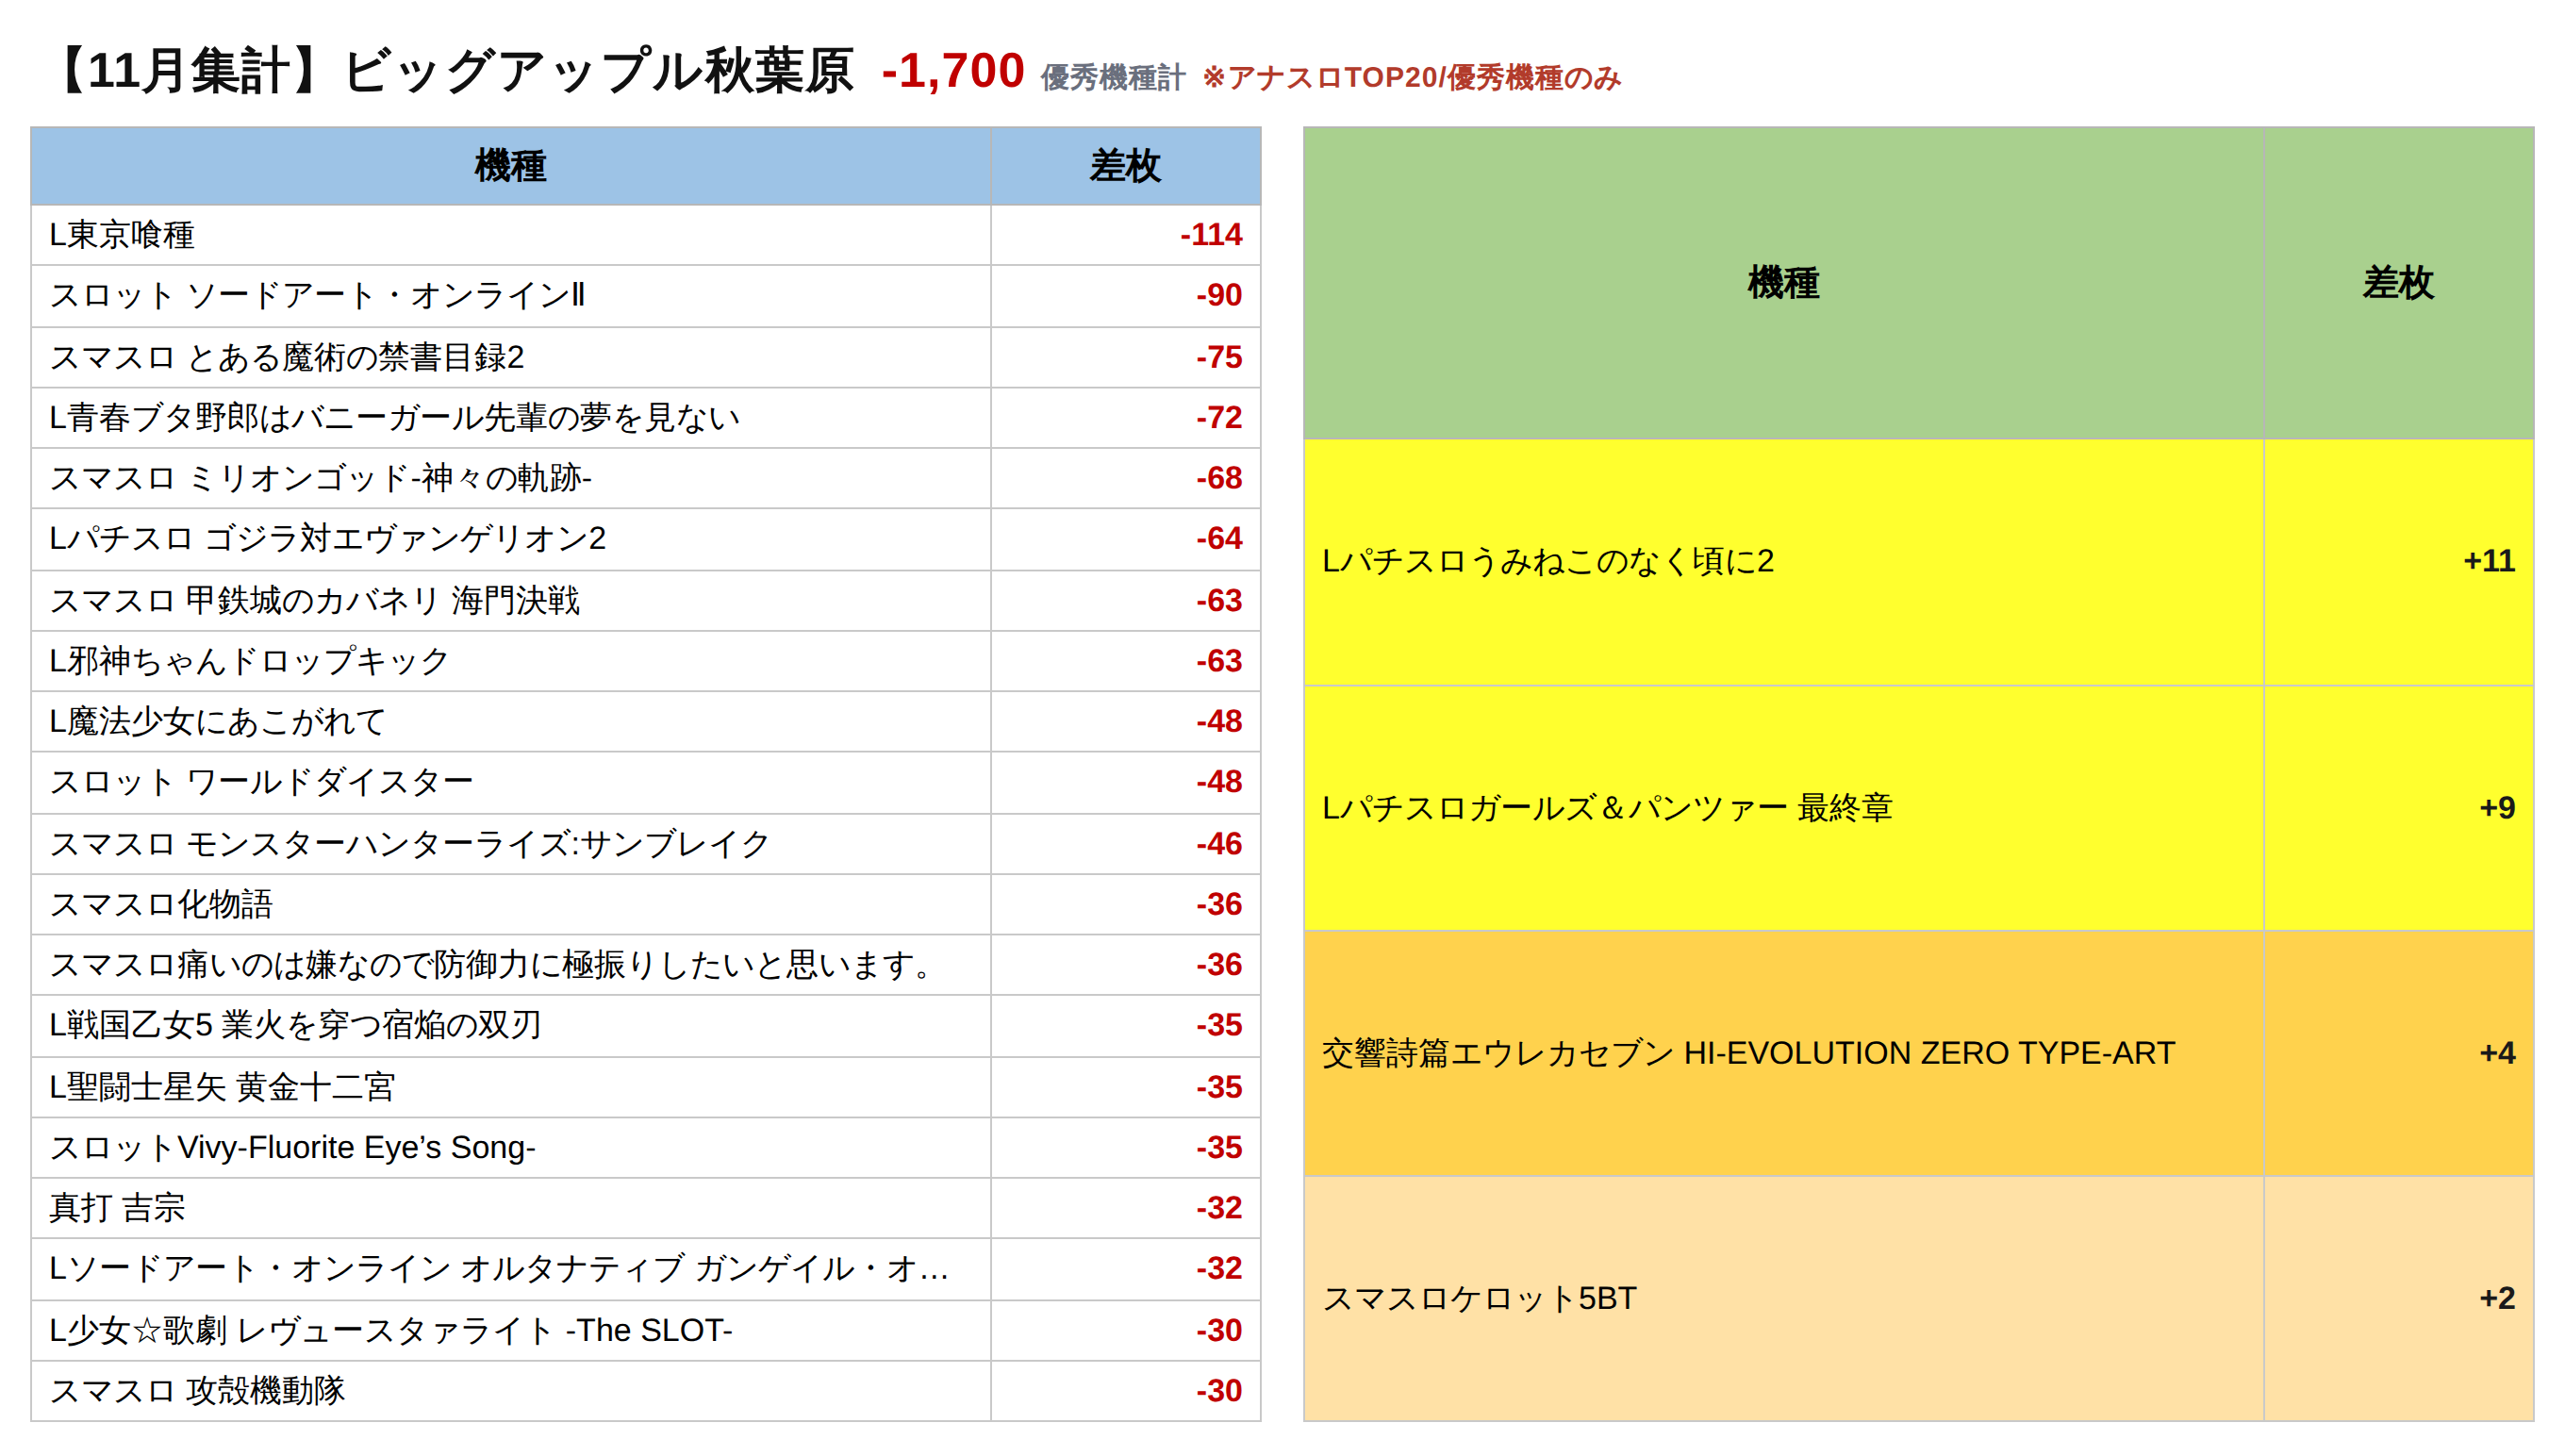 【11月集計】ビッグアップル秋葉原 -1,700 優秀機種計 ※アナスロTOP20/優秀機種のみ
機種 差枚
L東京喰種 -114
スロット ソードアート・オンラインⅡ -90
スマスロ とある魔術の禁書目録2 -75
L青春ブタ野郎はバニーガール先輩の夢を見ない -72
スマスロ ミリオンゴッド-神々の軌跡- -68
Lパチスロ ゴジラ対エヴァンゲリオン2 -64
スマスロ 甲鉄城のカバネリ 海門決戦 -63
L邪神ちゃんドロップキック -63
L魔法少女にあこがれて -48
スロット ワールドダイスター -48
スマスロ モンスターハンターライズ:サンブレイク -46
スマスロ化物語 -36
スマスロ痛いのは嫌なので防御力に極振りしたいと思います。 -36
L戦国乙女5 業火を穿つ宿焔の双刃 -35
L聖闘士星矢 黄金十二宮 -35
スロットVivy-Fluorite Eye’s Song- -35
真打 吉宗 -32
Lソードアート・オンライン オルタナティブ ガンゲイル・オ… -32
L少女☆歌劇 レヴュースタァライト -The SLOT- -30
スマスロ 攻殻機動隊 -30
機種 差枚
Lパチスロうみねこのなく頃に2 +11
Lパチスロガールズ＆パンツァー 最終章 +9
交響詩篇エウレカセブン HI-EVOLUTION ZERO TYPE-ART +4
スマスロケロット5BT +2